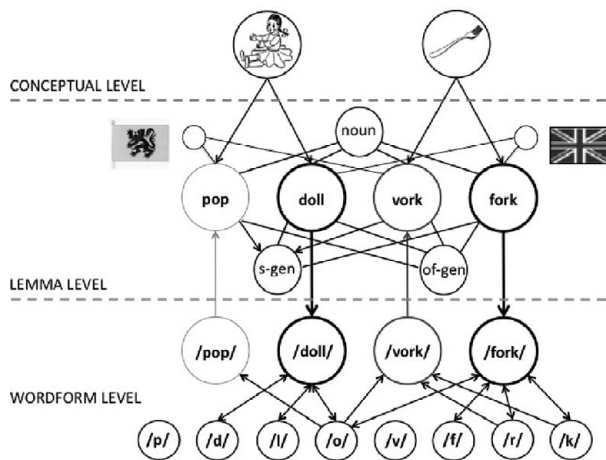 CONCEPTUAL LEVEL
noun
pop doll vork fork
s-gen of-gen
LEMMA LEVEL
/pop/ /doll/ /vork/ /fork/
WORDFORM LEVEL
/p/ /d/ /l/ /o/ /v/ /f/ /r/ /k/